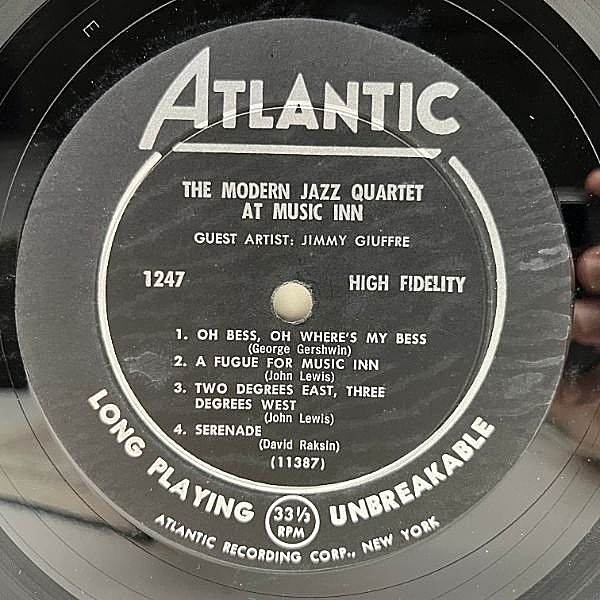 E
ATLANTIC
THE MODERN JAZZ QUARTET
AT MUSIC INN
GUEST ARTIST: JIMMY GIUFFRE
1247 HIGH FIDELITY
1. OH BESS, OH WHERE'S MY BESS
(George Gershwin)
2. A FUGUE FOR MUSIC INN
(John Lewis)
3. TWO DEGREES EAST, THREE
DEGREES WEST
(John Lewis)
4. SERENADE
(David Raksin)
(11387)
LONG PLAYING 33⅓ RPM UNBREAKABLE
ATLANTIC RECORDING CORP., NEW YORK